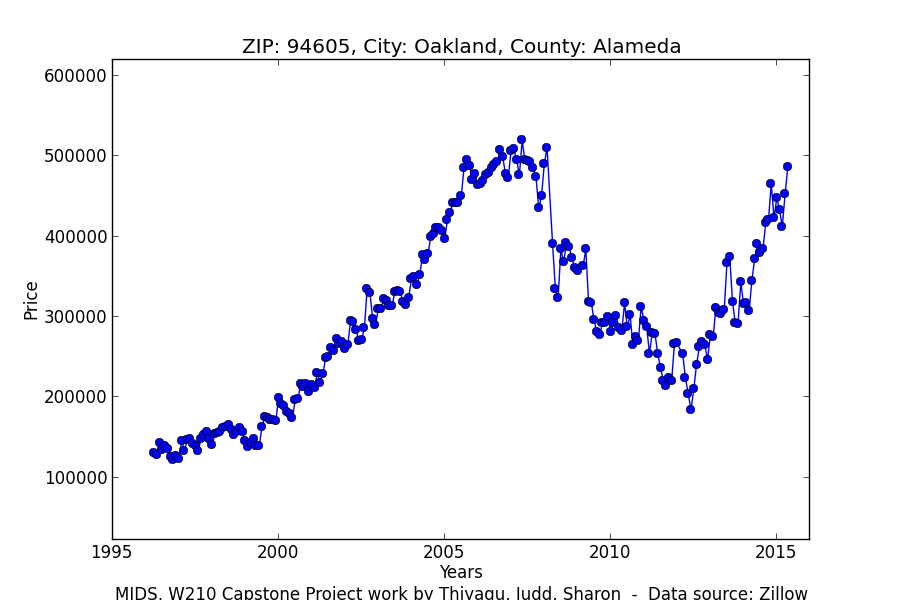 ZIP: 94605, City: Oakland, County: Alameda
600000
500000
400000
300000
200000
100000
Price
1995 2000 2005 2010 2015
Years
MIDS, W210 Capstone Project work by Thiyagu, Judd, Sharon - Data source: Zillow